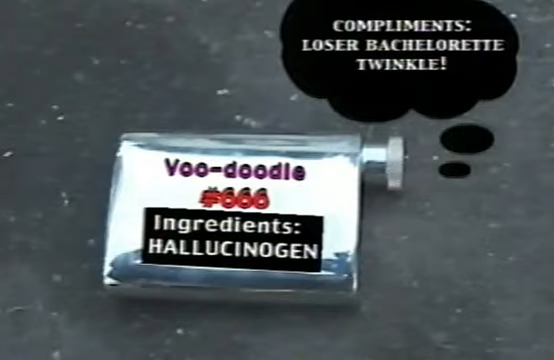 COMPLIMENTS:
LOSER BACHELORETTE
TWINKLE!
Voo-doodle
#666
Ingredients:
HALLUCINOGEN